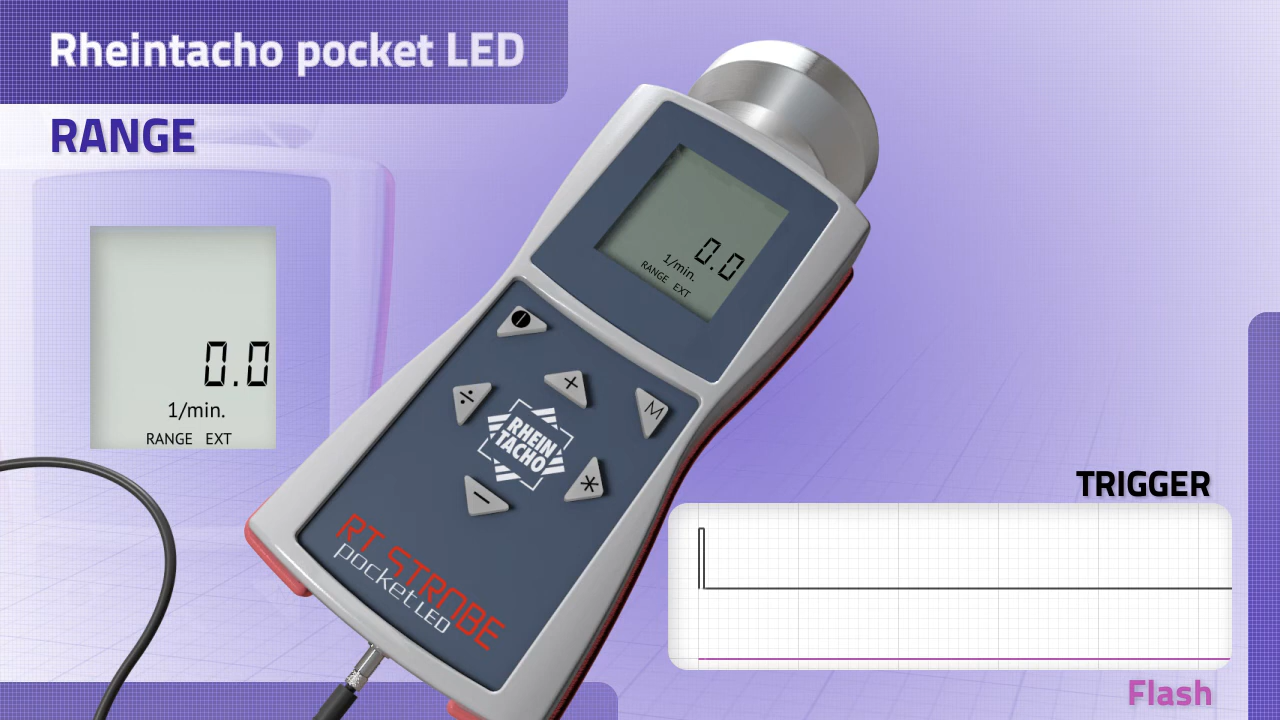 Rheintacho pocket LED
RANGE
0.0
1/min.
RANGE EXT
0.0
1/min.
RANGE EXT
+
÷
M
RHEIN
TACHO
*
−
RT STROBE
pocket LED
TRIGGER
Flash